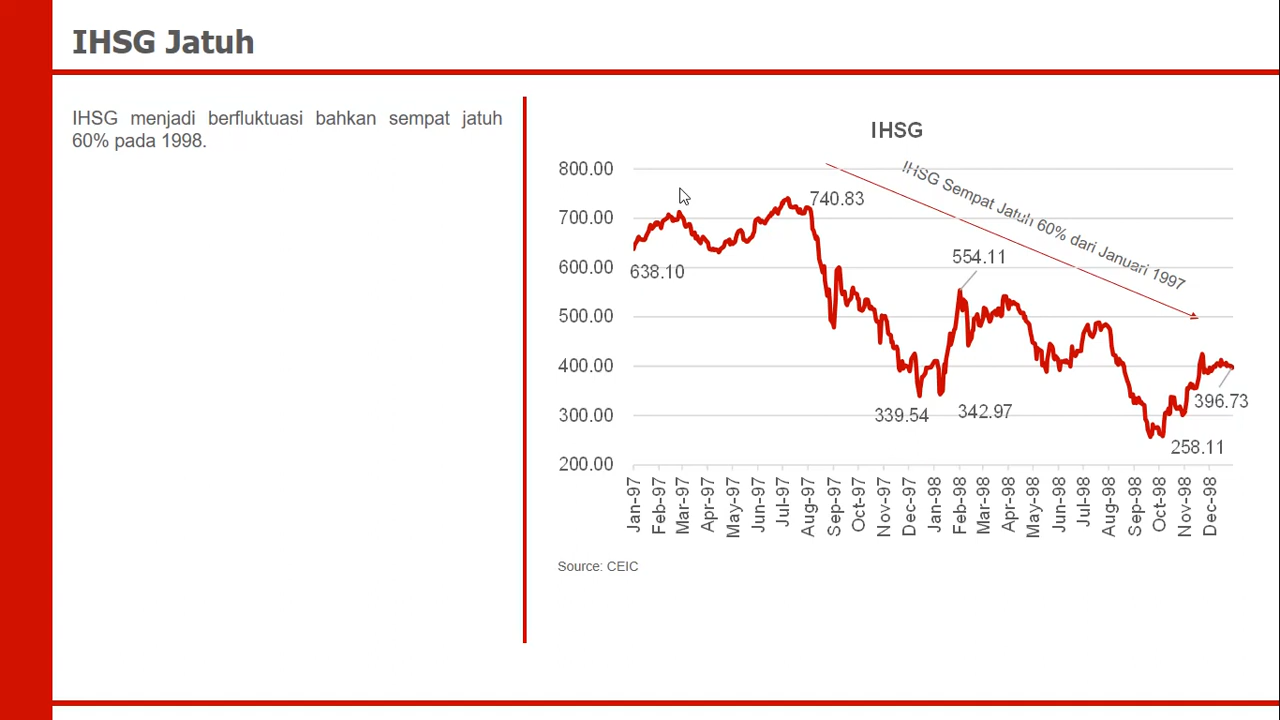 IHSG Jatuh
IHSG menjadi berfluktuasi bahkan sempat jatuh
60% pada 1998.
IHSG
800.00
700.00
600.00
500.00
400.00
300.00
200.00
IHSG Sempat Jatuh 60% dari Januari 1997
740.83
638.10
554.11
339.54
342.97
396.73
258.11
Jan-97
Feb-97
Mar-97
Apr-97
May-97
Jun-97
Jul-97
Aug-97
Sep-97
Oct-97
Nov-97
Dec-97
Jan-98
Feb-98
Mar-98
Apr-98
May-98
Jun-98
Jul-98
Aug-98
Sep-98
Oct-98
Nov-98
Dec-98
Source: CEIC